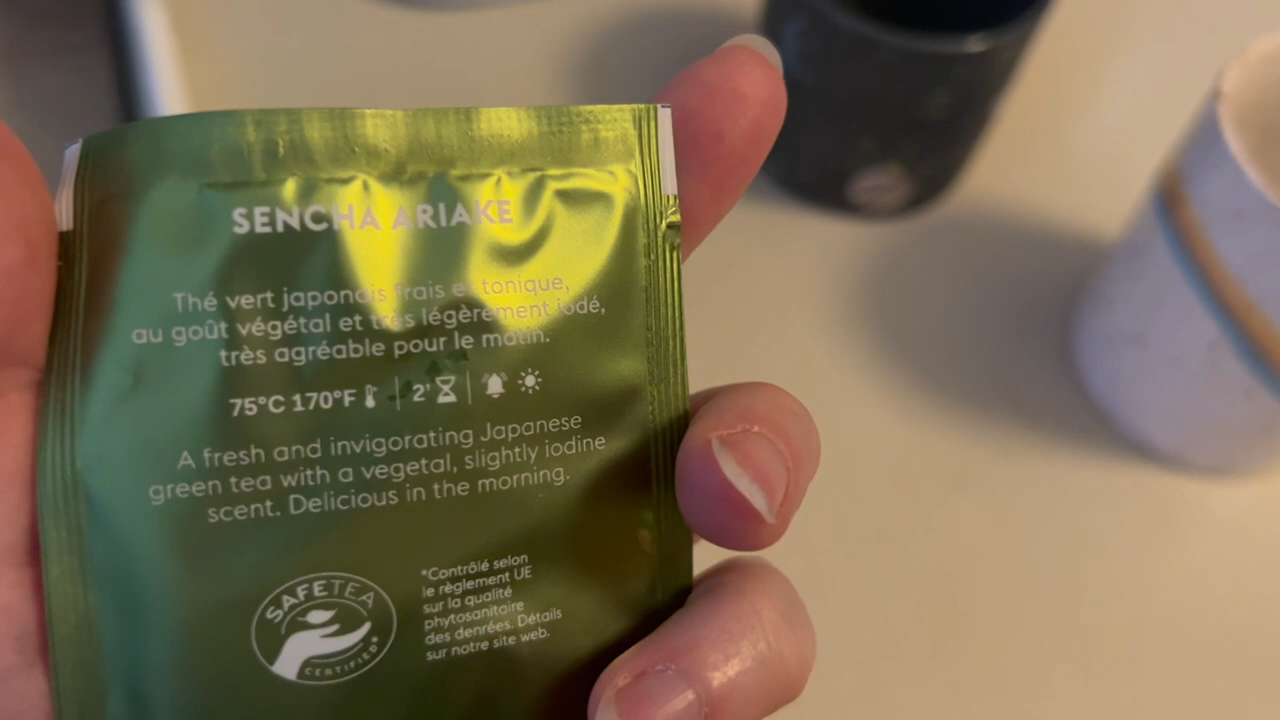 SENCHA ARIAKE
Thé vert japonais frais et tonique,
au goût végétal et très légèrement iodé,
très agréable pour le matin.
75°C 170°F 2'
A fresh and invigorating Japanese
green tea with a vegetal, slightly iodine
scent. Delicious in the morning.
SAFETEA
CERTIFIED*
*Contrôlé selon
le règlement UE
sur la qualité
phytosanitaire
des denrées. Détails
sur notre site web.